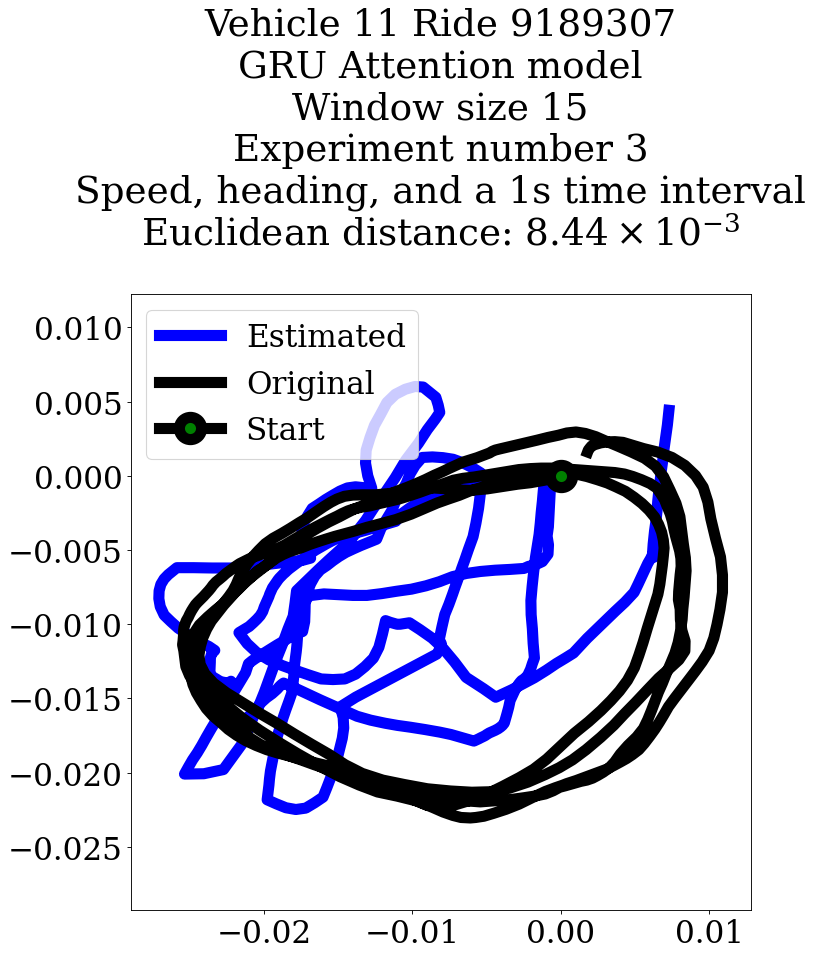 Vehicle 11 Ride 9189307
GRU Attention model
Window size 15
Experiment number 3
Speed, heading, and a 1s time interval
Euclidean distance: 8.44 × 10⁻³
Estimated
Original
Start
0.010
0.005
0.000
−0.005
−0.010
−0.015
−0.020
−0.025
−0.02
−0.01
0.00
0.01